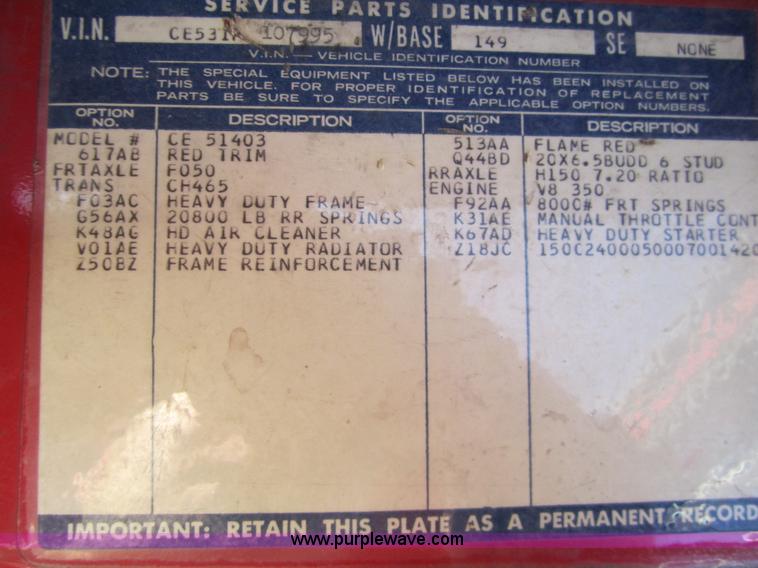 SERVICE PARTS IDENTIFICATION
V.I.N. 107995 W/BASE 149 SE NONE
V.I.N. — VEHICLE IDENTIFICATION NUMBER
NOTE: THE SPECIAL EQUIPMENT LISTED BELOW HAS BEEN INSTALLED ON
THIS VEHICLE. FOR PROPER IDENTIFICATION OF REPLACEMENT
PARTS BE SURE TO SPECIFY THE APPLICABLE OPTION NUMBERS.
OPTION NO. DESCRIPTION OPTION NO. DESCRIPTION
MODEL # CE 51403 513AA FLAME RED
617AB RED TRIM Q44BD 20X6.5BUDD 6 STUD
FRTAXLE F050 RRAXLE H150 7.20 RATIO
TRANS CH465 ENGINE V8 350
F03AC HEAVY DUTY FRAME F92AA 8000# FRT SPRINGS
G56AX 20800 LB RR SPRINGS K31AE MANUAL THROTTLE CONT
K48AG HD AIR CLEANER K67AD HEAVY DUTY STARTER
V01AE HEAVY DUTY RADIATOR Z18JC 150C2400050007001420
Z50BZ FRAME REINFORCEMENT
IMPORTANT: RETAIN THIS PLATE AS A PERMANENT RECORD
www.purplewave.com